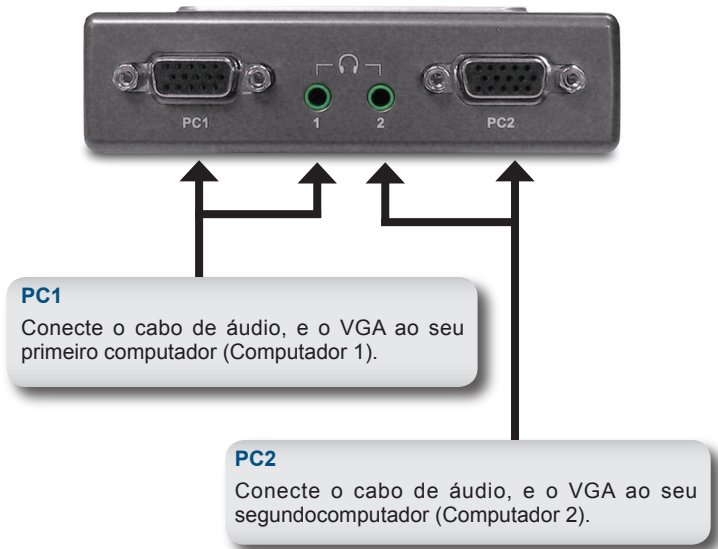 PC1 1 2 PC2
PC1
Conecte o cabo de áudio, e o VGA ao seu
primeiro computador (Computador 1).
PC2
Conecte o cabo de áudio, e o VGA ao seu
segundocomputador (Computador 2).